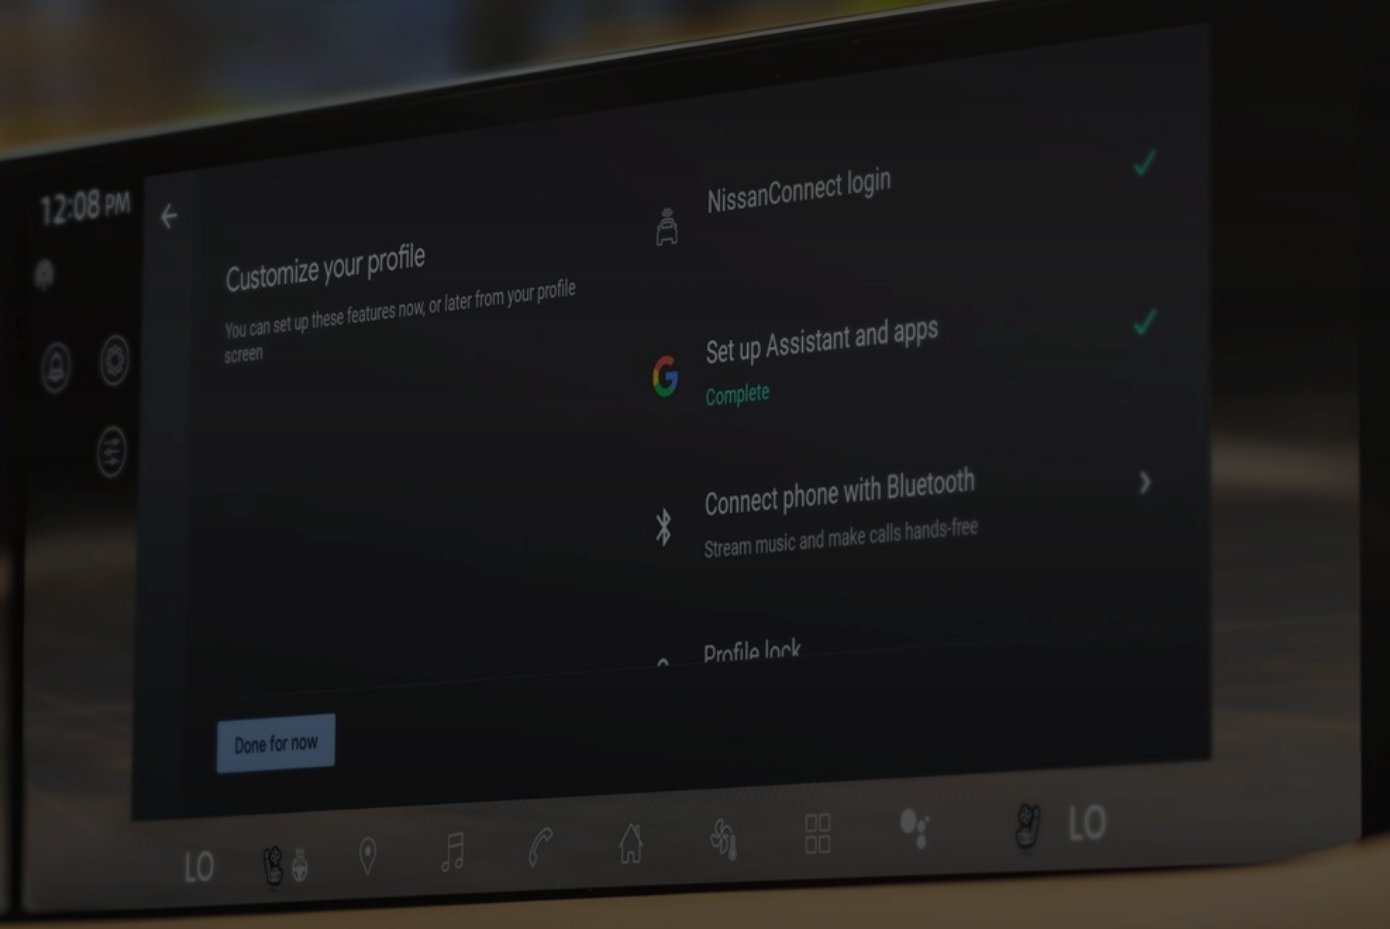 12:08 PM
Customize your profile
You can set up these features now, or later from your profile
screen
NissanConnect login
Set up Assistant and apps
Complete
Connect phone with Bluetooth
Stream music and make calls hands-free
Profile lock
Done for now
LO
LO